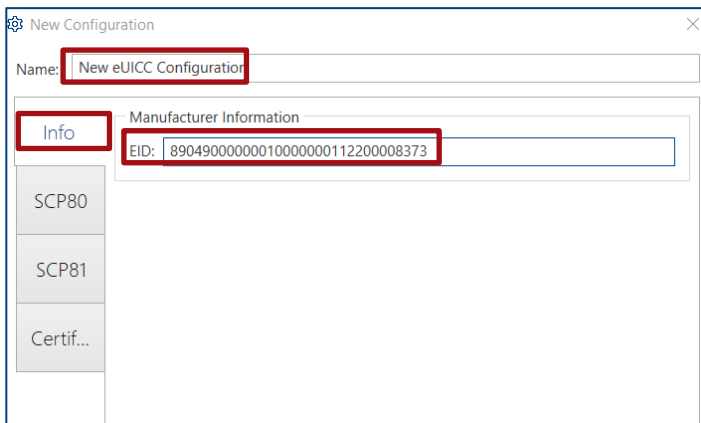 New Configuration
Name: New eUICC Configuration
Info
Manufacturer Information
EID: 89049000000010000000112200008373
SCP80
SCP81
Certif...